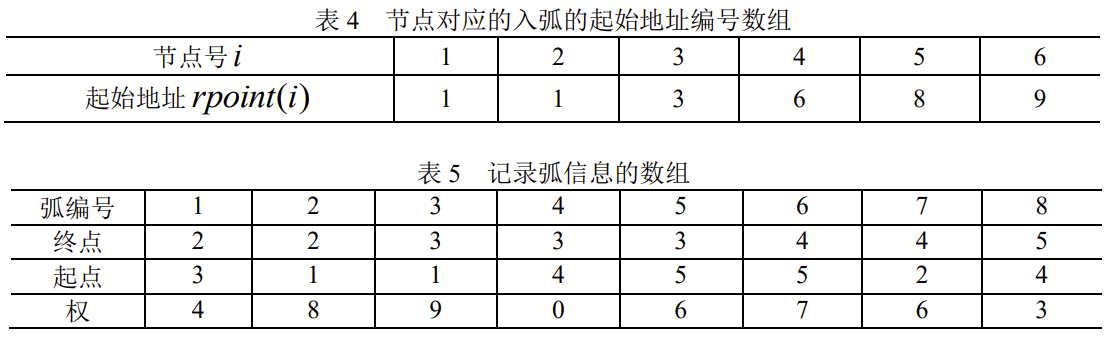 表 4 节点对应的入弧的起始地址编号数组
节点号 i 1 2 3 4 5 6
起始地址 rpoint(i) 1 1 3 6 8 9
表 5 记录弧信息的数组
弧编号 1 2 3 4 5 6 7 8
终点 2 2 3 3 3 4 4 5
起点 3 1 1 4 5 5 2 4
权 4 8 9 0 6 7 6 3